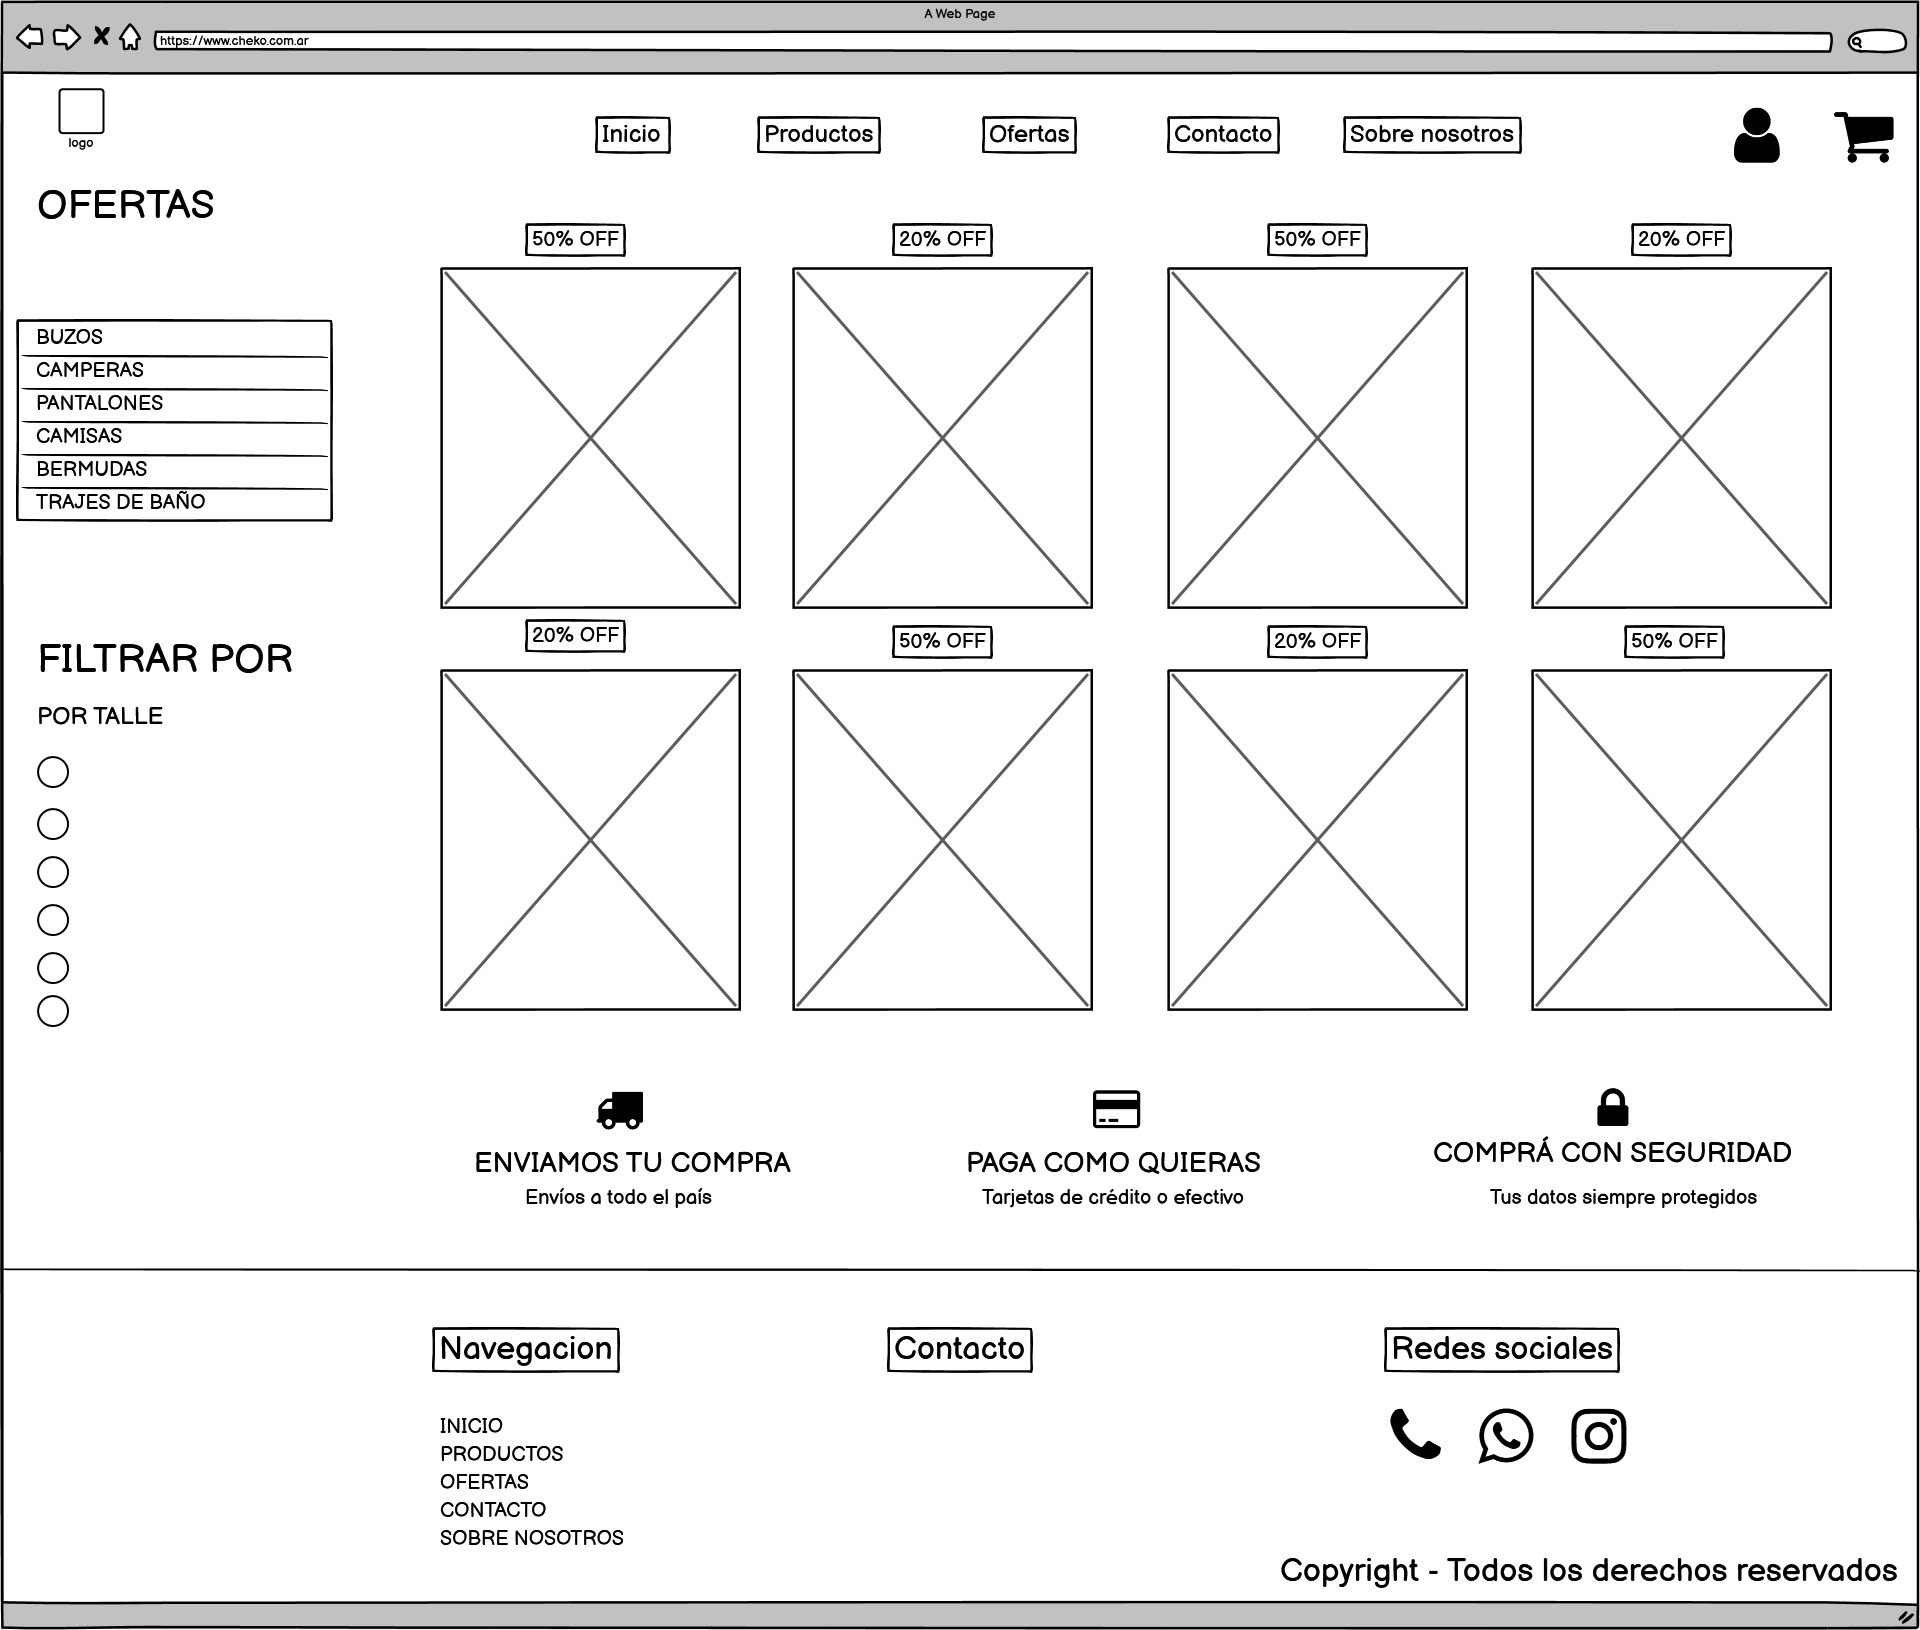 A Web Page
https://www.cheko.com.ar
logo
Inicio
Productos
Ofertas
Contacto
Sobre nosotros
OFERTAS
50% OFF
20% OFF
50% OFF
20% OFF
BUZOS
CAMPERAS
PANTALONES
CAMISAS
BERMUDAS
TRAJES DE BAÑO
20% OFF
50% OFF
20% OFF
50% OFF
FILTRAR POR
POR TALLE
ENVIAMOS TU COMPRA
Envíos a todo el país
PAGA COMO QUIERAS
Tarjetas de crédito o efectivo
COMPRÁ CON SEGURIDAD
Tus datos siempre protegidos
Navegacion
INICIO
PRODUCTOS
OFERTAS
CONTACTO
SOBRE NOSOTROS
Contacto
Redes sociales
Copyright - Todos los derechos reservados